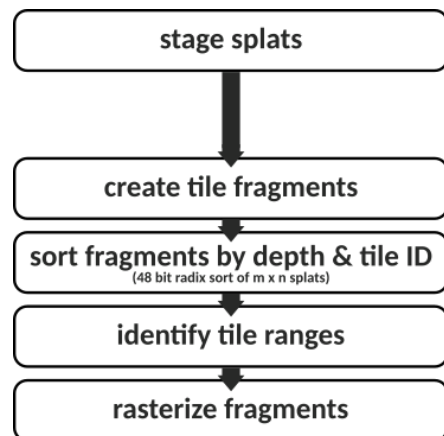 stage splats
create tile fragments
sort fragments by depth & tile ID
(48 bit radix sort of m x n splats)
identify tile ranges
rasterize fragments